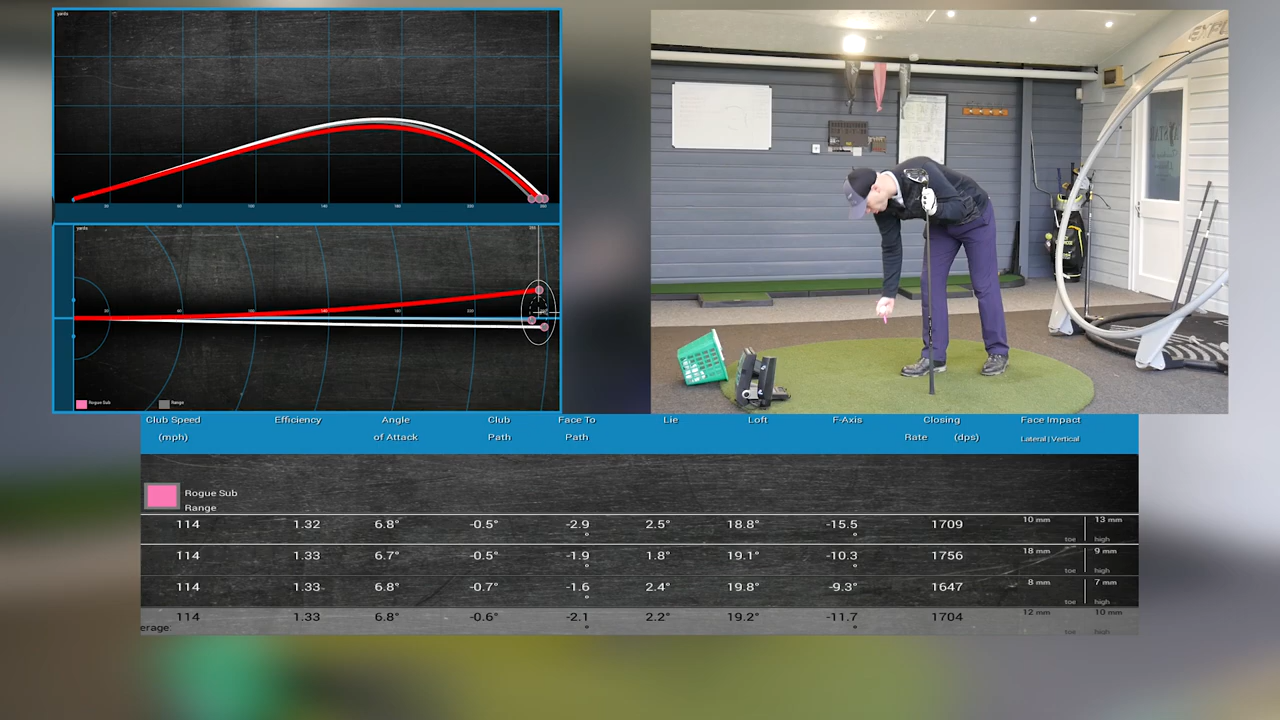 yards
yards
Rogue Sub
Range
EXPL
Club Speed
(mph)
Efficiency
Angle
of Attack
Club
Path
Face To
Path
Lie
Loft
F-Axis
Closing
Rate (dps)
Face Impact
Lateral | Vertical
Rogue Sub
Range
114 1.32 6.8° -0.5° -2.9° 2.5° 18.8° -15.5° 1709 10 mm toe 13 mm high
114 1.33 6.7° -0.5° -1.9° 1.8° 19.1° -10.3° 1756 18 mm toe 9 mm high
114 1.33 6.8° -0.7° -1.6° 2.4° 19.8° -9.3° 1647 8 mm toe 7 mm high
114 1.33 6.8° -0.6° -2.1° 2.2° 19.2° -11.7° 1704 12 mm toe 10 mm high
erage: